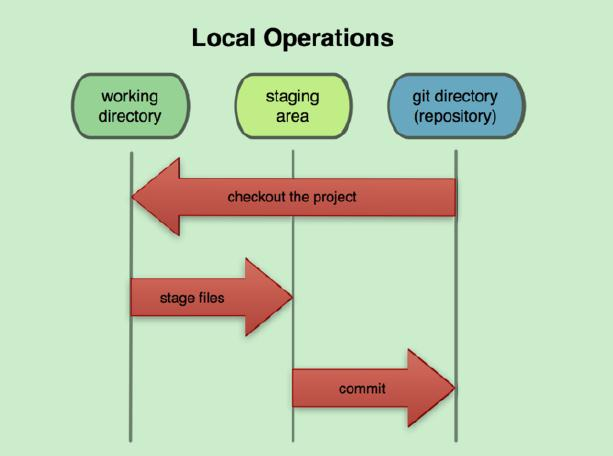 Local Operations
working
directory
staging
area
git directory
(repository)
checkout the project
stage files
commit